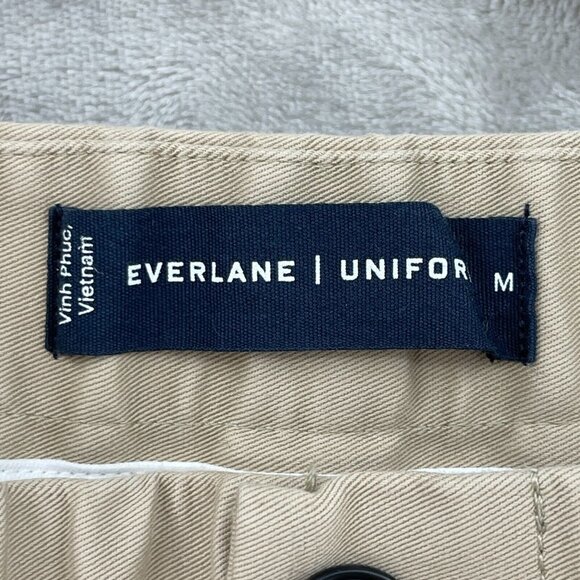 Vinh Phuc,
Vietnam
EVERLANE | UNIFOR
M